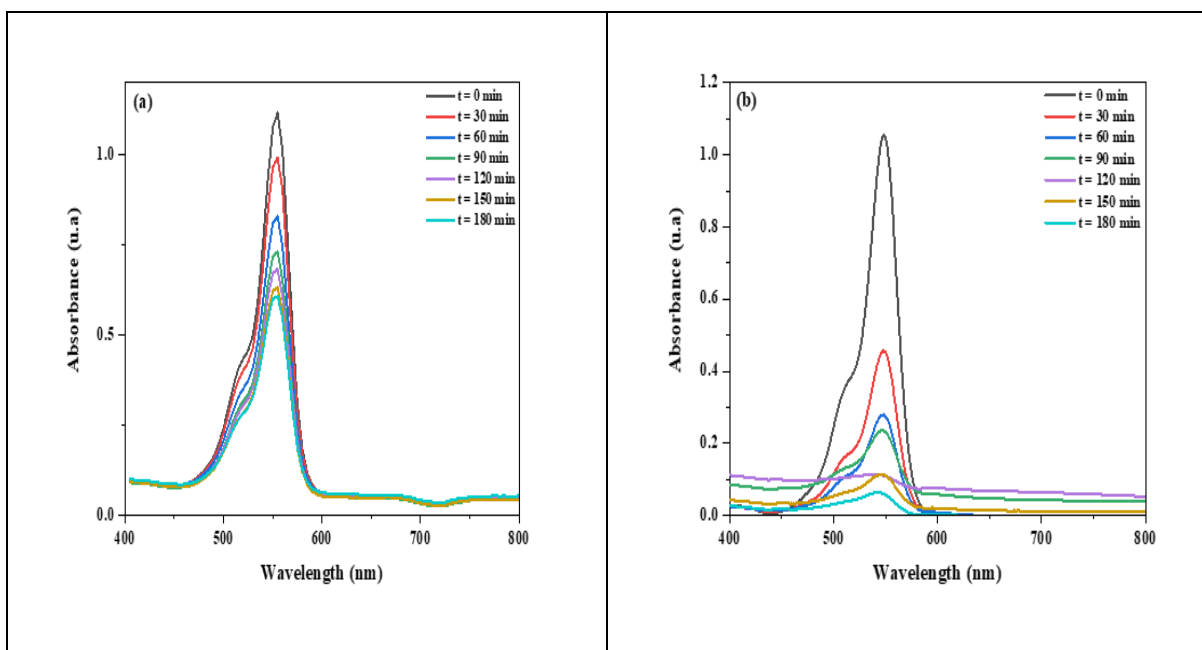 (a)
t = 0 min
t = 30 min
t = 60 min
t = 90 min
t = 120 min
t = 150 min
t = 180 min
1.0
0.5
0.0
400 500 600 700 800
Absorbance (u.a)
Wavelength (nm)
(b)
t = 0 min
t = 30 min
t = 60 min
t = 90 min
t = 120 min
t = 150 min
t = 180 min
1.2
1.0
0.8
0.6
0.4
0.2
0.0
400 500 600 700 800
Absorbance (u.a)
Wavelength (nm)